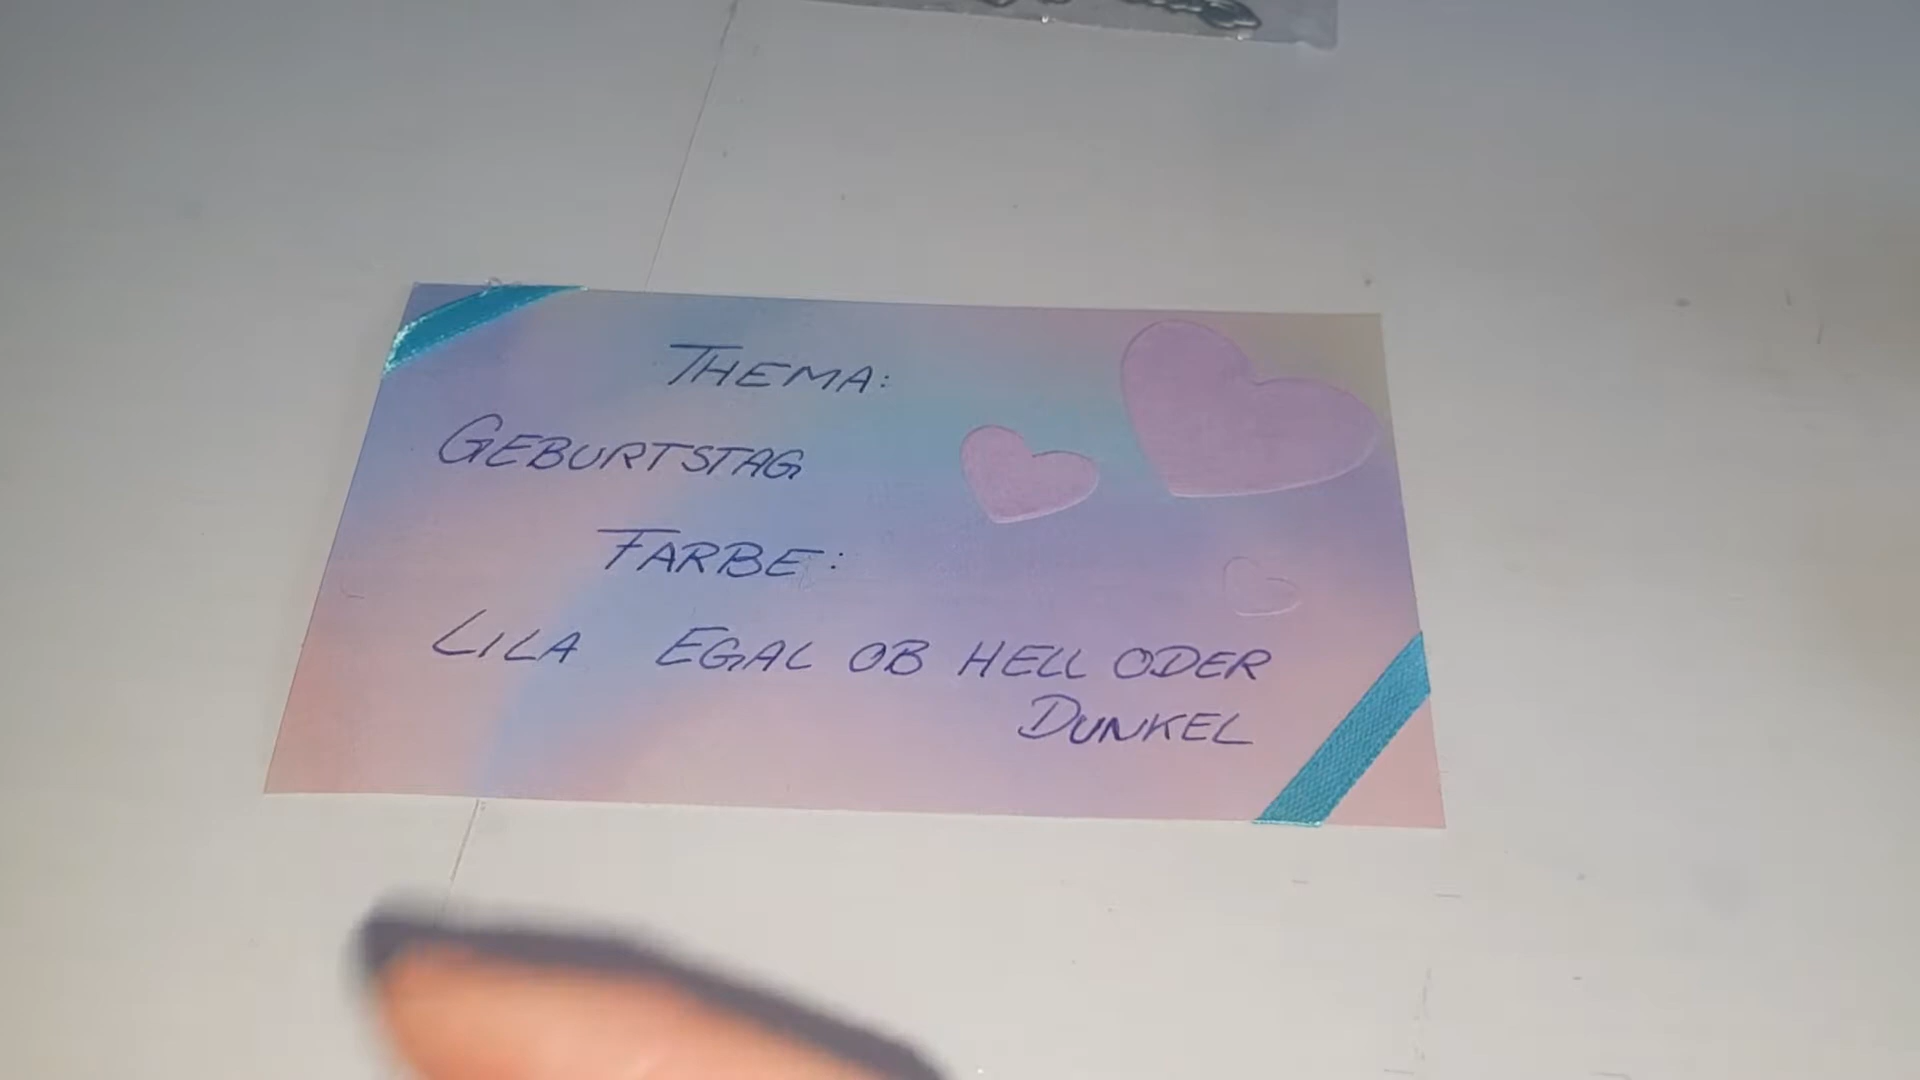 THEMA:
GEBURTSTAG
FARBE:
LILA EGAL OB HELL ODER
DUNKEL